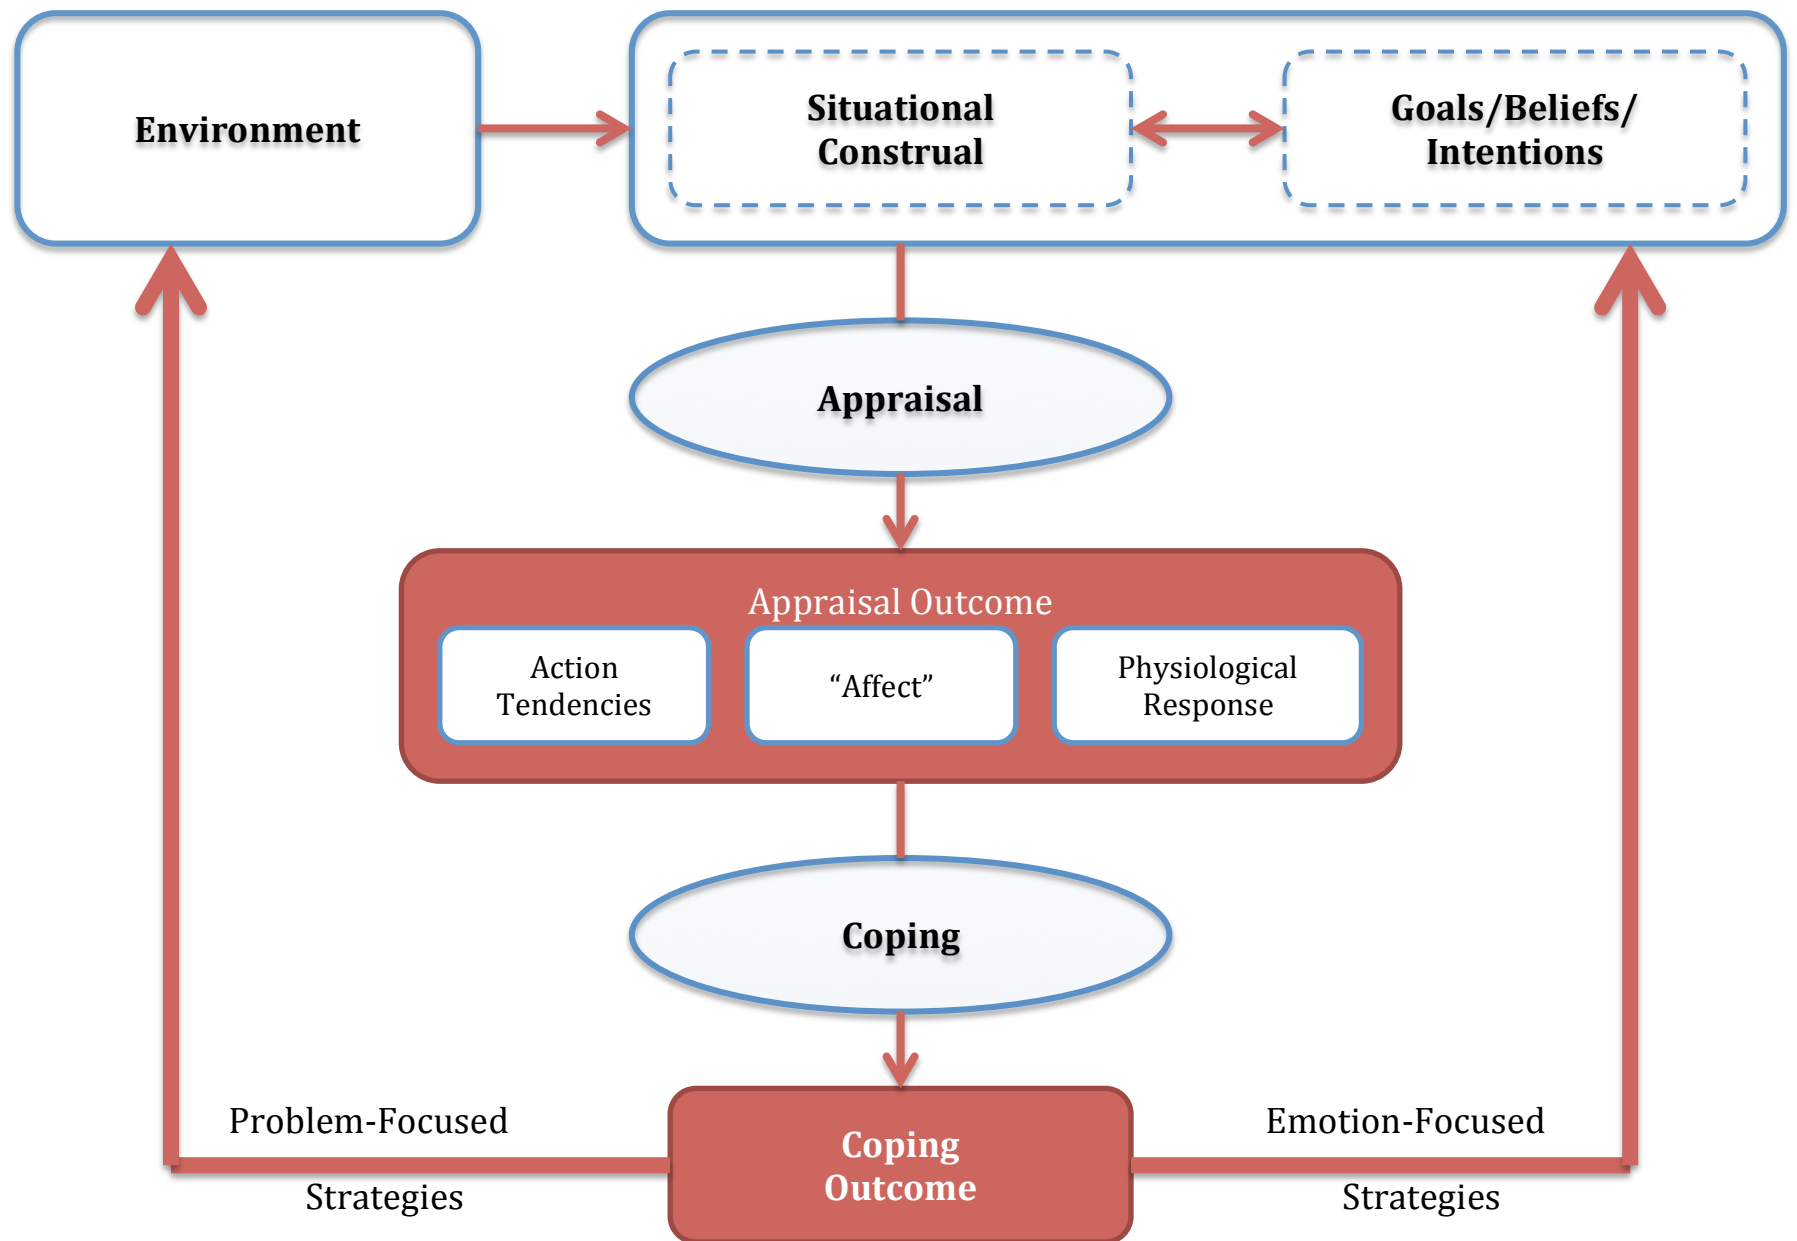 Environment
Situational
Construal
Goals/Beliefs/
Intentions
Appraisal
Appraisal Outcome
Action
Tendencies
“Affect”
Physiological
Response
Coping
Problem-Focused
Strategies
Coping
Outcome
Emotion-Focused
Strategies